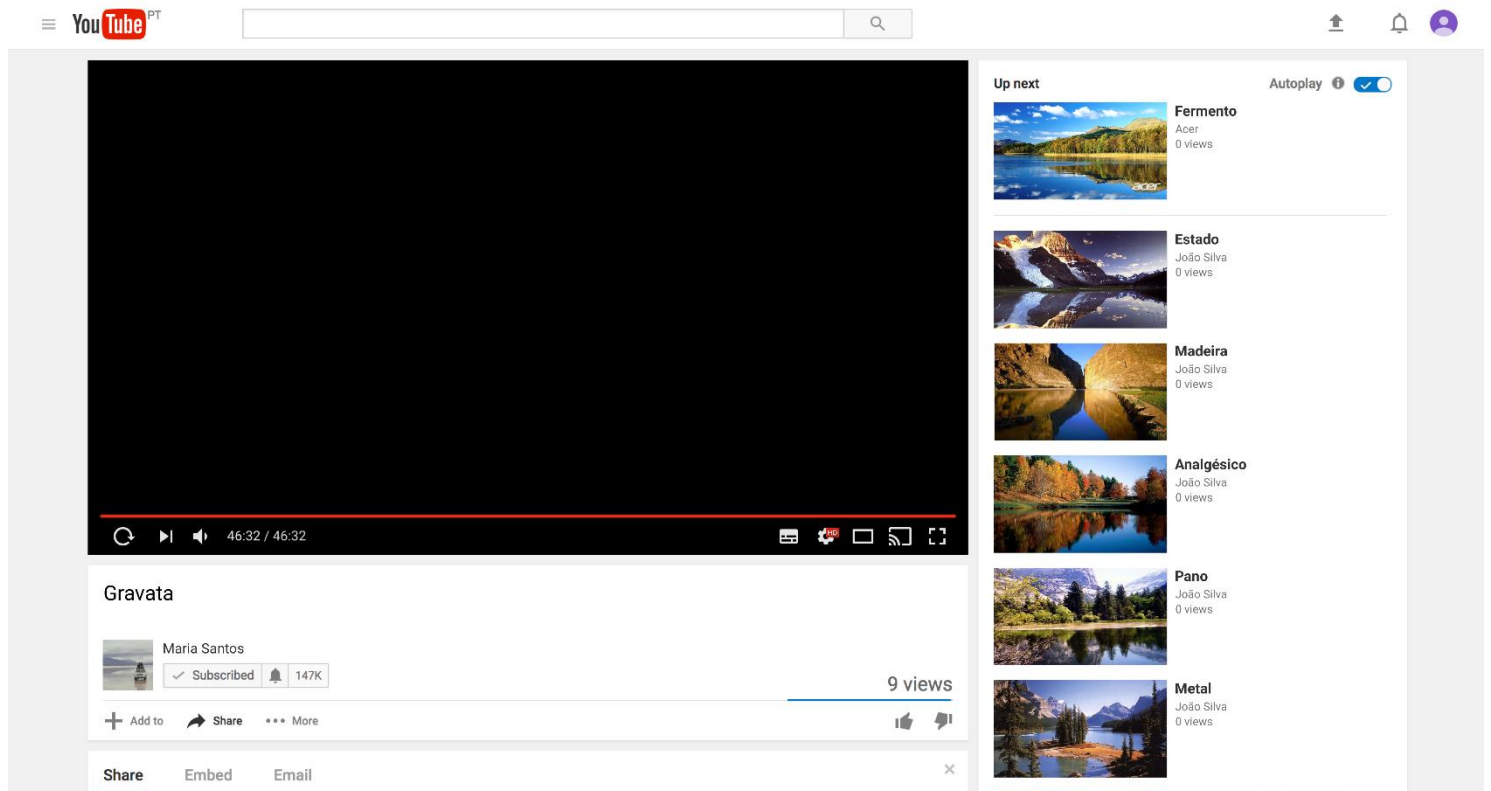 YouTube PT
46:32 / 46:32
HD
Gravata
Maria Santos
Subscribed 147K
9 views
Add to Share More
Share Embed Email
Up next Autoplay
Fermento
Acer
0 views
acer
Estado
João Silva
0 views
Madeira
João Silva
0 views
Analgésico
João Silva
0 views
Pano
João Silva
0 views
Metal
João Silva
0 views